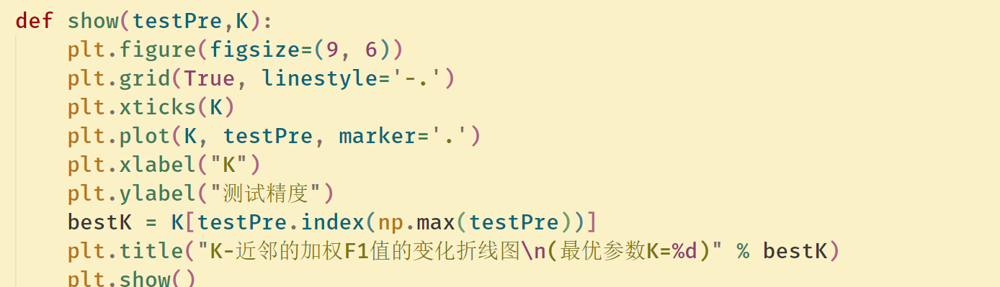 def show(testPre,K):
    plt.figure(figsize=(9, 6))
    plt.grid(True, linestyle='-.')
    plt.xticks(K)
    plt.plot(K, testPre, marker='.')
    plt.xlabel("K")
    plt.ylabel("测试精度")
    bestK = K[testPre.index(np.max(testPre))]
    plt.title("K-近邻的加权F1值的变化折线图\n(最优参数K=%d)" % bestK)
    plt.show()